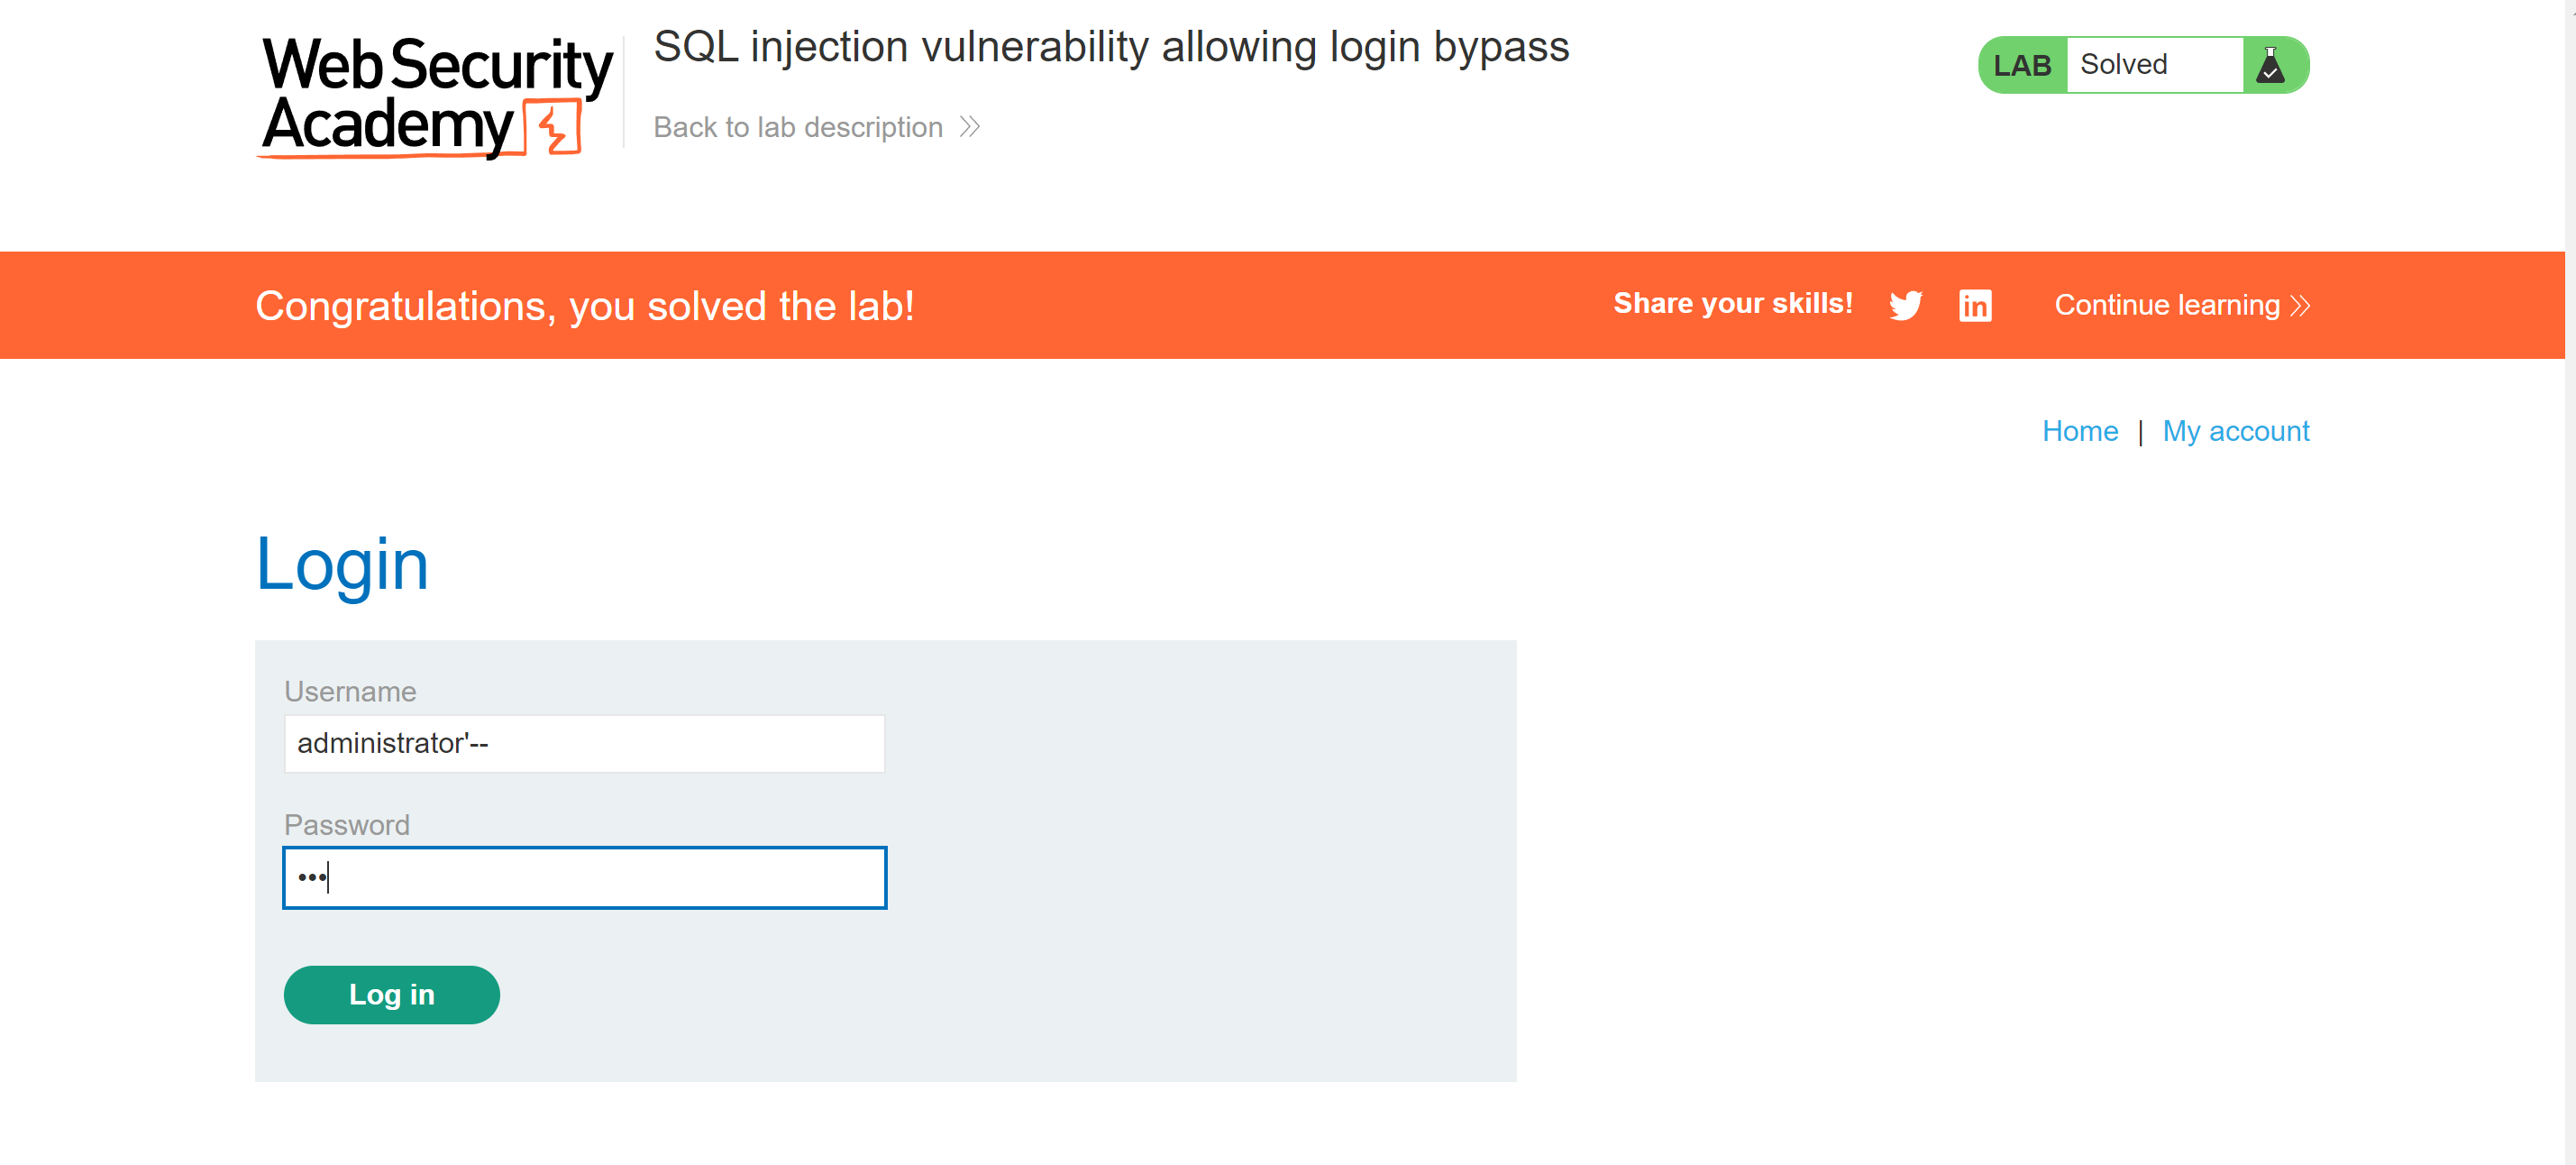 Web Security
Academy
SQL injection vulnerability allowing login bypass
Back to lab description
LAB Solved
Congratulations, you solved the lab!
Share your skills!
in
Continue learning
Home | My account
Login
Username
administrator'--
Password
•••
Log in